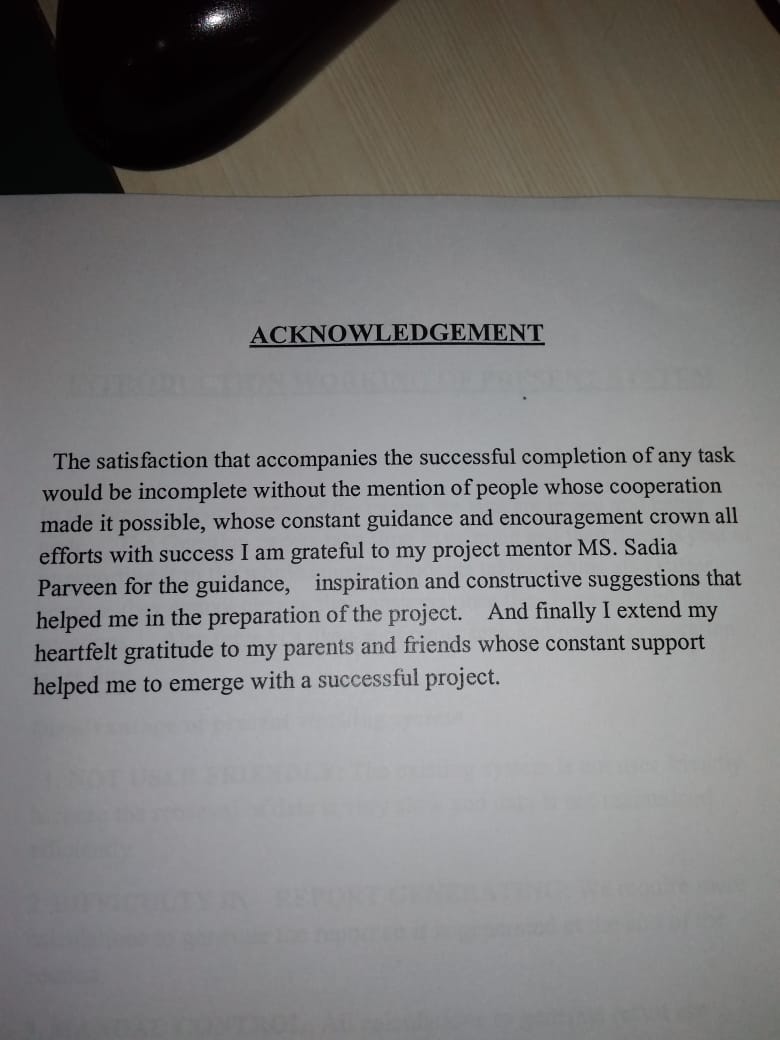 ACKNOWLEDGEMENT
The satisfaction that accompanies the successful completion of any task
would be incomplete without the mention of people whose cooperation
made it possible, whose constant guidance and encouragement crown all
efforts with success I am grateful to my project mentor MS. Sadia
Parveen for the guidance, inspiration and constructive suggestions that
helped me in the preparation of the project. And finally I extend my
heartfelt gratitude to my parents and friends whose constant support
helped me to emerge with a successful project.